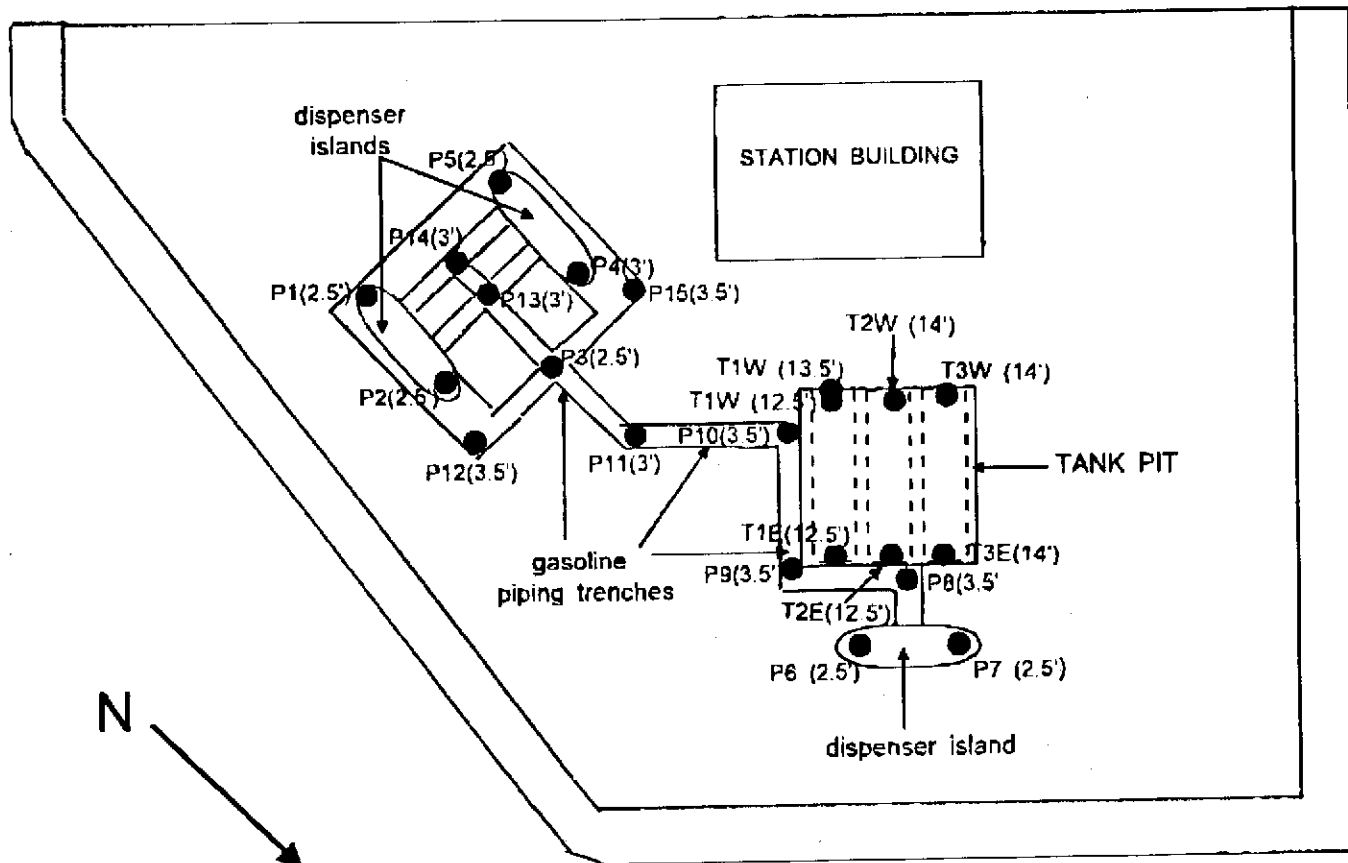 dispenser
islands
STATION BUILDING
P5(2.5')
P14(3')
P4(3')
P1(2.5')
P13(3')
P15(3.5')
T2W (14')
P3(2.5')
T1W (13.5')
T3W (14')
P2(2.5')
T1W (12.5')
P10(3.5')
P12(3.5')
P11(3')
TANK PIT
T1E(12.5')
T3E(14')
gasoline
piping trenches
P9(3.5'
P8(3.5'
T2E(12.5')
P6 (2.5')
P7 (2.5')
N
dispenser island